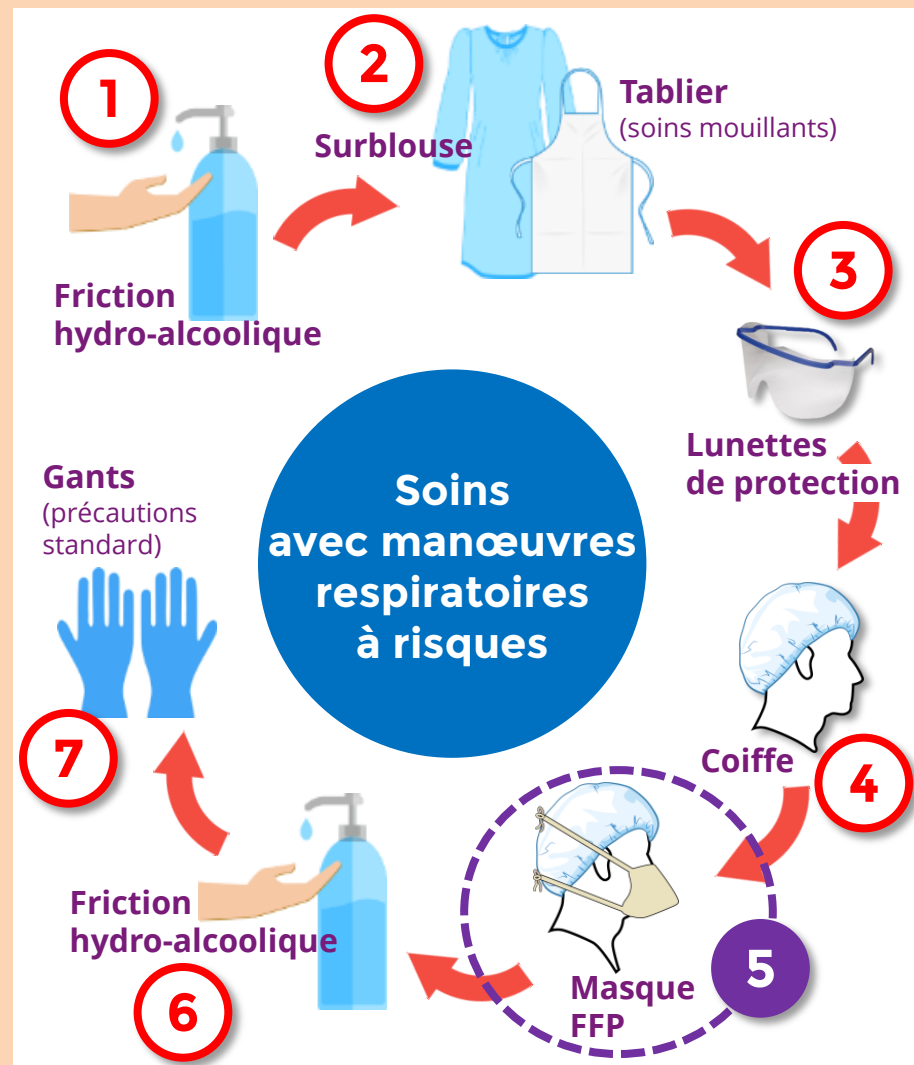 1
2
Surblouse
Tablier
(soins mouillants)
Friction
hydro-alcoolique
3
Lunettes
de protection
Soins
avec manœuvres
respiratoires
à risques
Coiffe
4
Masque
FFP
5
Friction
hydro-alcoolique
6
Gants
(précautions
standard)
7